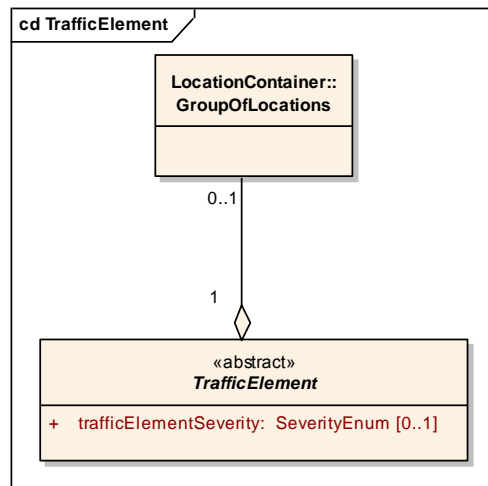 cd TrafficElement
LocationContainer::
GroupOfLocations
0..1
1
«abstract»
TrafficElement
+ trafficElementSeverity: SeverityEnum [0..1]